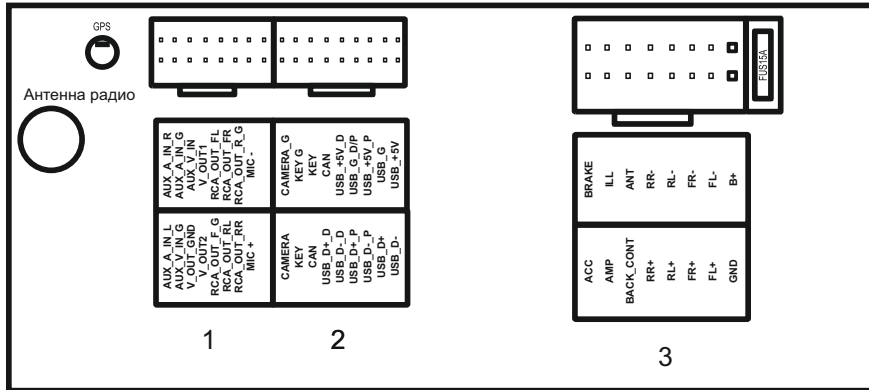 GPS
Антенна радио
FUS15A
AUX_A_IN_R
AUX_A_IN_G
AUX_V_IN
V_OUT1
RCA_OUT_FL
RCA_OUT_FR
RCA_OUT_R_G
MIC -
CAMERA_G
KEY G
KEY
CAN
USB_+5V_D
USB_G_D/P
USB_+5V_P
USB_G
USB_+5V
BRAKE
ILL
ANT
RR-
RL-
FR-
FL-
B+
AUX_A_IN_L
AUX_V_IN_G
V_OUT_GND
V_OUT2
RCA_OUT_F_G
RCA_OUT_RL
RCA_OUT_RR
MIC +
CAMERA
KEY
CAN
USB_D+_D
USB_D-_D
USB_D+_P
USB_D-_P
USB_D+
USB_D-
ACC
AMP
BACK_CONT
RR+
RL+
FR+
FL+
GND
1
2
3